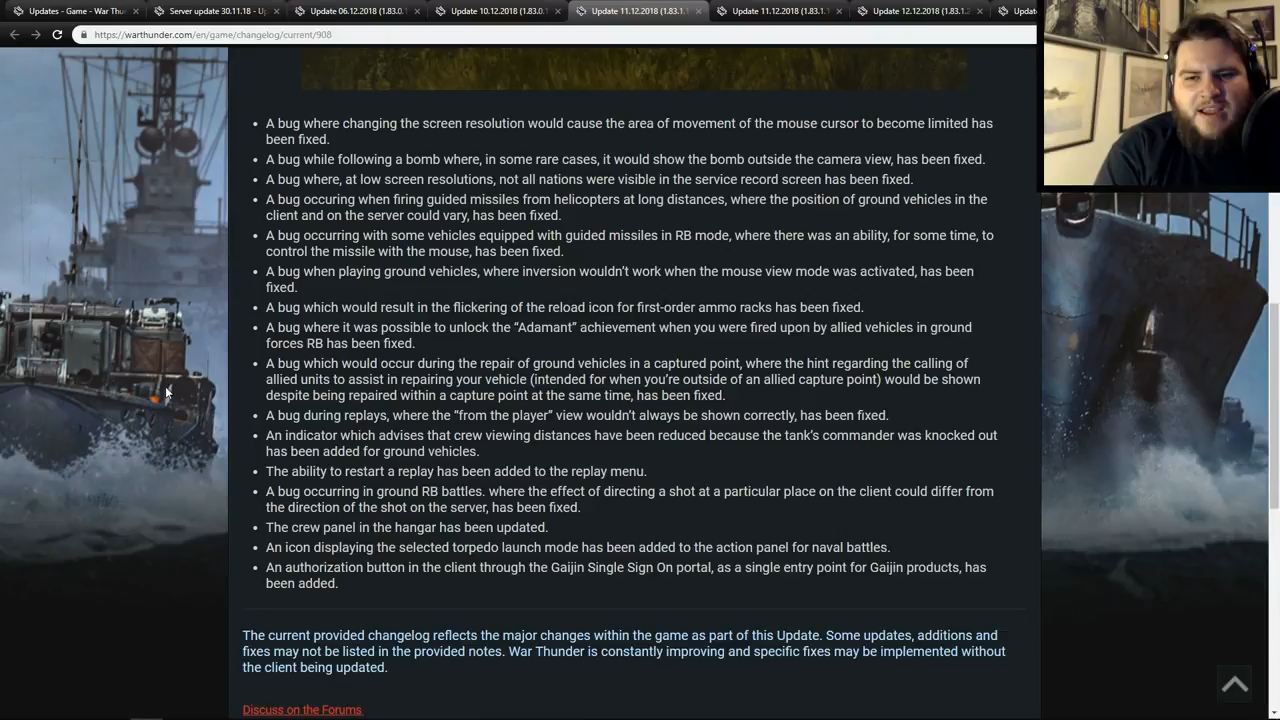 Updates - Game - War Thu
Server update 30.11.18 - Up
Update 06.12.2018 (1.83.0.
Update 10.12.2018 (1.83.0.1
Update 11.12.2018 (1.83.1.1
Update 11.12.2018 (1.83.1.1
Update 12.12.2018 (1.83.1.2
Updat
https://warthunder.com/en/game/changelog/current/908
• A bug where changing the screen resolution would cause the area of movement of the mouse cursor to become limited has
been fixed.
• A bug while following a bomb where, in some rare cases, it would show the bomb outside the camera view, has been fixed.
• A bug where, at low screen resolutions, not all nations were visible in the service record screen has been fixed.
• A bug occuring when firing guided missiles from helicopters at long distances, where the position of ground vehicles in the
client and on the server could vary, has been fixed.
• A bug occurring with some vehicles equipped with guided missiles in RB mode, where there was an ability, for some time, to
control the missile with the mouse, has been fixed.
• A bug when playing ground vehicles, where inversion wouldn't work when the mouse view mode was activated, has been
fixed.
• A bug which would result in the flickering of the reload icon for first-order ammo racks has been fixed.
• A bug where it was possible to unlock the “Adamant” achievement when you were fired upon by allied vehicles in ground
forces RB has been fixed.
• A bug which would occur during the repair of ground vehicles in a captured point, where the hint regarding the calling of
allied units to assist in repairing your vehicle (intended for when you're outside of an allied capture point) would be shown
despite being repaired within a capture point at the same time, has been fixed.
• A bug during replays, where the “from the player” view wouldn't always be shown correctly, has been fixed.
• An indicator which advises that crew viewing distances have been reduced because the tank's commander was knocked out
has been added for ground vehicles.
• The ability to restart a replay has been added to the replay menu.
• A bug occurring in ground RB battles. where the effect of directing a shot at a particular place on the client could differ from
the direction of the shot on the server, has been fixed.
• The crew panel in the hangar has been updated.
• An icon displaying the selected torpedo launch mode has been added to the action panel for naval battles.
• An authorization button in the client through the Gaijin Single Sign On portal, as a single entry point for Gaijin products, has
been added.
The current provided changelog reflects the major changes within the game as part of this Update. Some updates, additions and
fixes may not be listed in the provided notes. War Thunder is constantly improving and specific fixes may be implemented without
the client being updated.
Discuss on the Forums